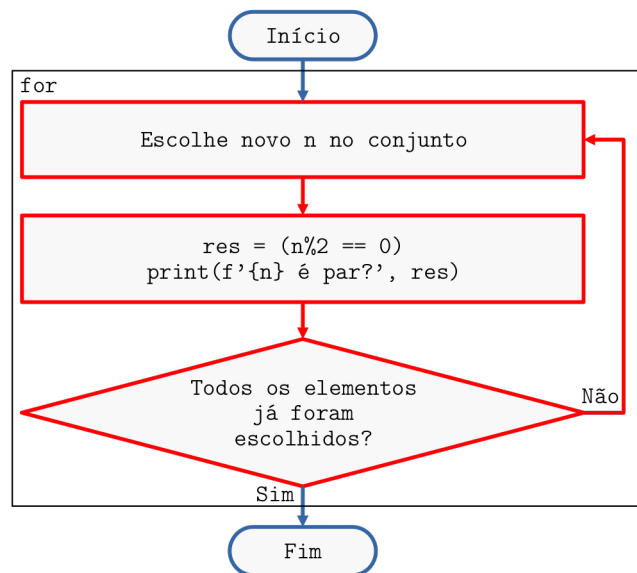 Início
for
Escolhe novo n no conjunto
res = (n%2 == 0)
print(f'{n} é par?', res)
Todos os elementos
já foram
escolhidos?
Não
Sim
Fim